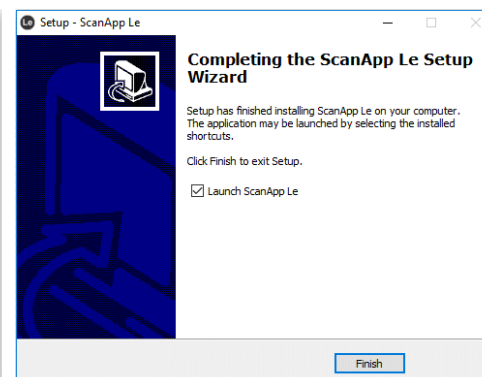 Le Setup - ScanApp Le
Completing the ScanApp Le Setup
Wizard
Setup has finished installing ScanApp Le on your computer.
The application may be launched by selecting the installed
shortcuts.
Click Finish to exit Setup.
Launch ScanApp Le
Finish